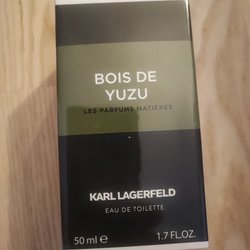 BOIS DE
YUZU
LES PARFUMS MATIÈRES
KARL LAGERFELD
EAU DE TOILETTE
50 ml ℮ 1.7 FL.OZ.